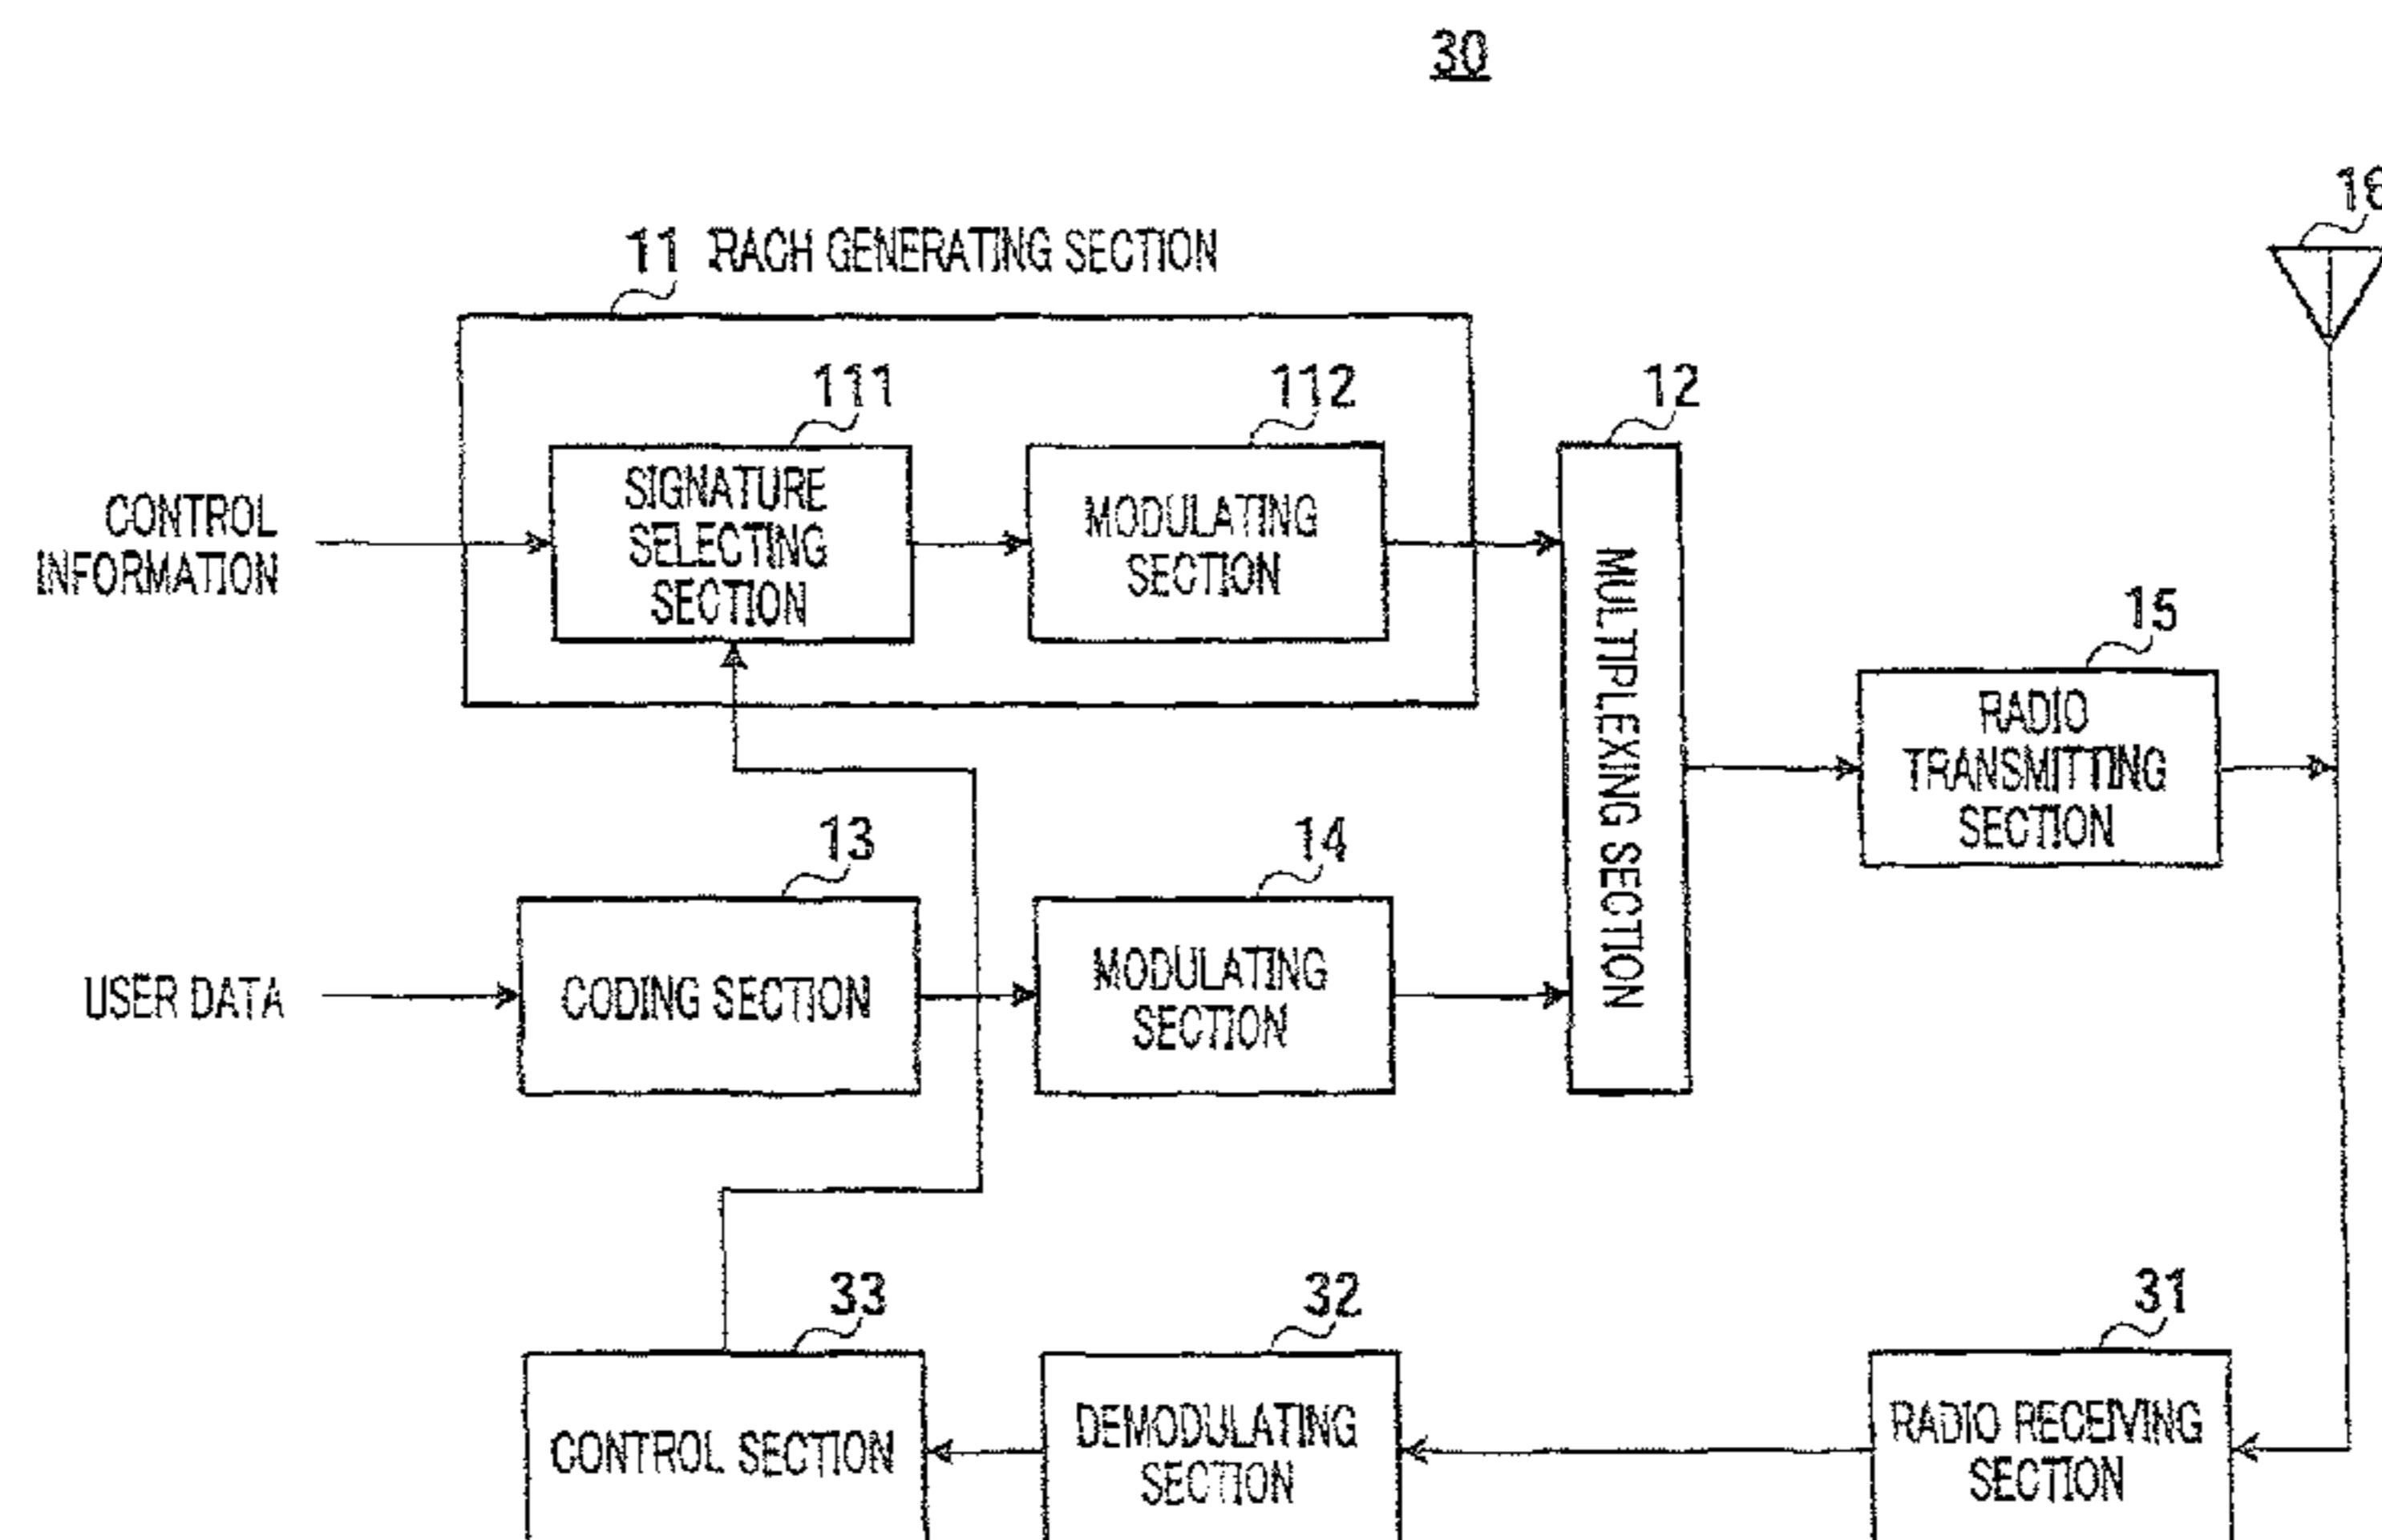 30
16
11 RACH GENERATING SECTION
111
112
12
SIGNATURE
SELECTING
SECTION
MODULATING
SECTION
CONTROL
INFORMATION
MULTIPLEXING SECTION
15
RADIO
TRANSMITTING
SECTION
13
14
USER DATA
CODING SECTION
MODULATING
SECTION
33
32
31
CONTROL SECTION
DEMODULATING
SECTION
RADIO RECEIVING
SECTION